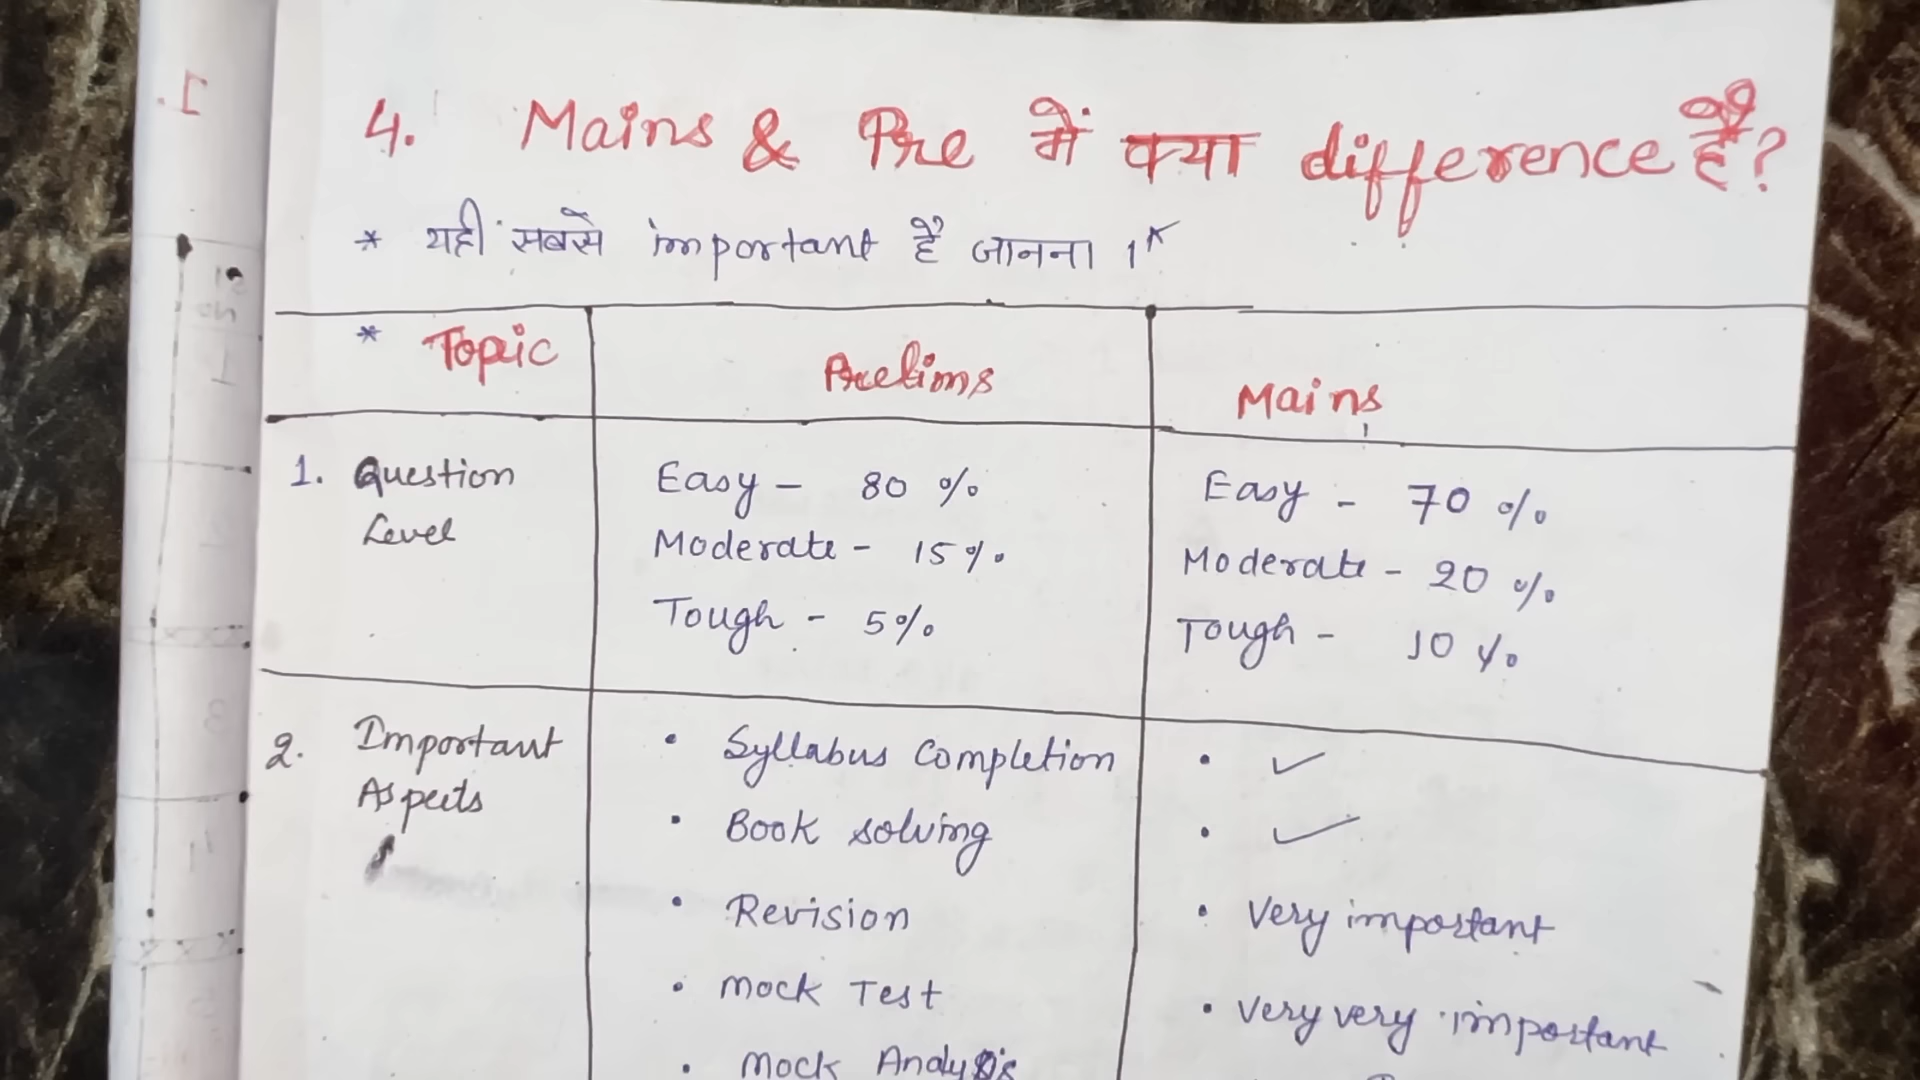 4. Mains & Pre में क्या difference है?
* यही सबसे important है जानना ।*
* Topic Prelims Mains
1. Question Level
Easy - 80 %
Moderate - 15%
Tough - 5%
Easy - 70 %
Moderate - 20 %
Tough - 10 %
2. Important Aspects
• Syllabus Completion
• Book solving
• Revision
• Mock Test
• Mock Analysis
• ✓
• ✓
• Very important
• Very very important